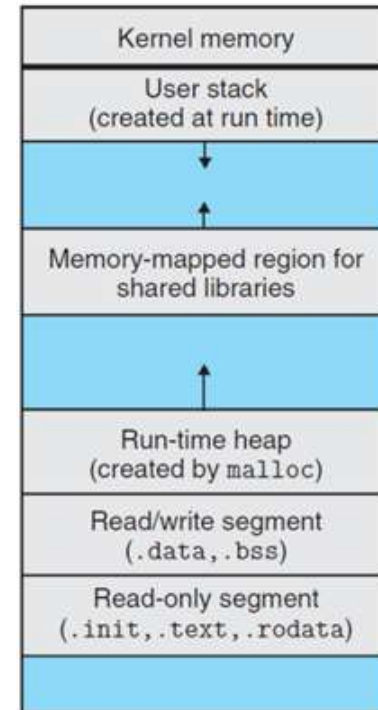 Kernel memory
User stack
(created at run time)
Memory-mapped region for
shared libraries
Run-time heap
(created by malloc)
Read/write segment
(.data,.bss)
Read-only segment
(.init,.text,.rodata)